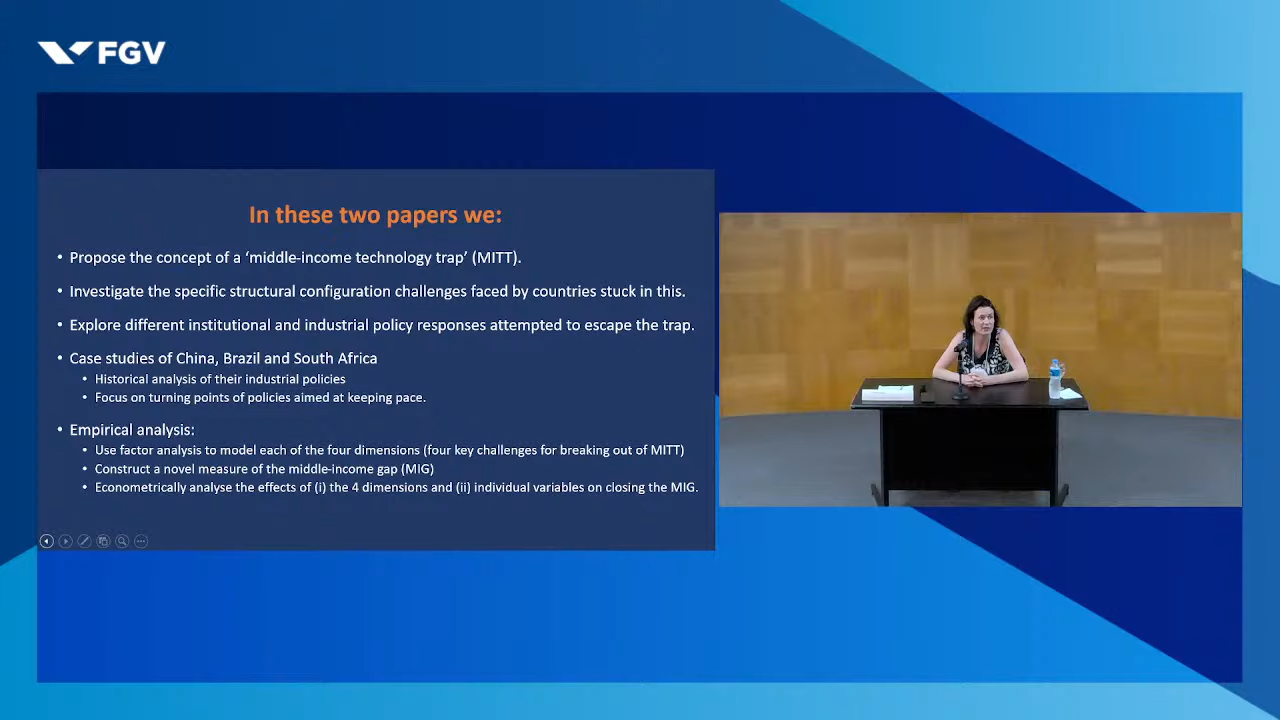 FGV
In these two papers we:
• Propose the concept of a ‘middle-income technology trap’ (MITT).
• Investigate the specific structural configuration challenges faced by countries stuck in this.
• Explore different institutional and industrial policy responses attempted to escape the trap.
• Case studies of China, Brazil and South Africa
• Historical analysis of their industrial policies
• Focus on turning points of policies aimed at keeping pace.
• Empirical analysis:
• Use factor analysis to model each of the four dimensions (four key challenges for breaking out of MITT)
• Construct a novel measure of the middle-income gap (MIG)
• Econometrically analyse the effects of (i) the 4 dimensions and (ii) individual variables on closing the MIG.